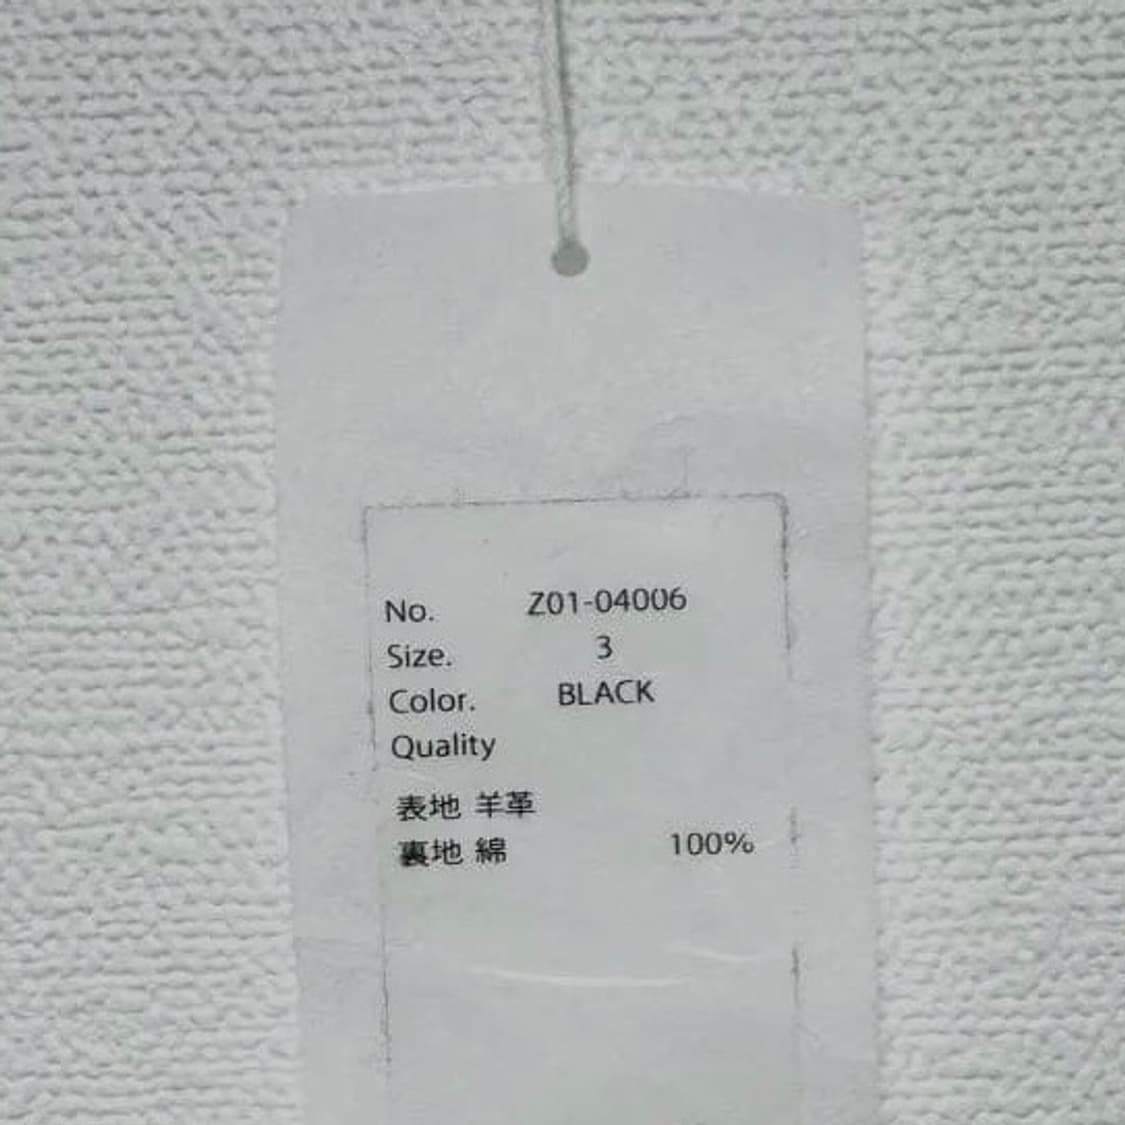 No. Z01-04006
Size. 3
Color. BLACK
Quality
表地 羊革
裏地 綿 100%